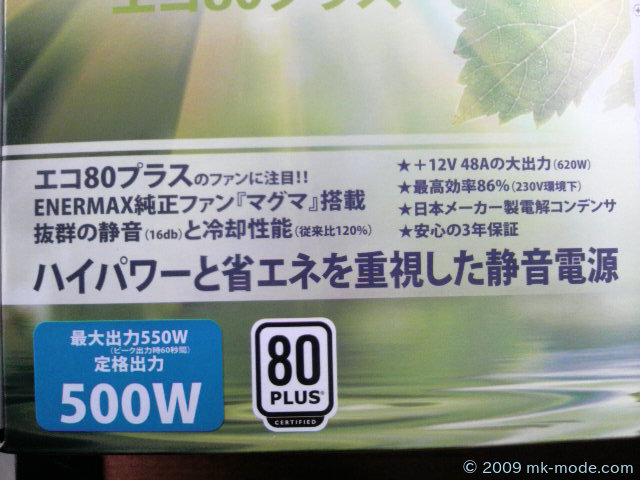 エコ80プラス
エコ80プラスのファンに注目!!
ENERMAX純正ファン『マグマ』搭載
抜群の静音(16db)と冷却性能(従来比120%)
★＋12V 48Aの大出力(620W)
★最高効率86%(230V環境下)
★日本メーカー製電解コンデンサ
★安心の3年保証
ハイパワーと省エネを重視した静音電源
最大出力550W
(ピーク出力時60秒間)
定格出力
500W
80
PLUS®
CERTIFIED
© 2009 mk-mode.com